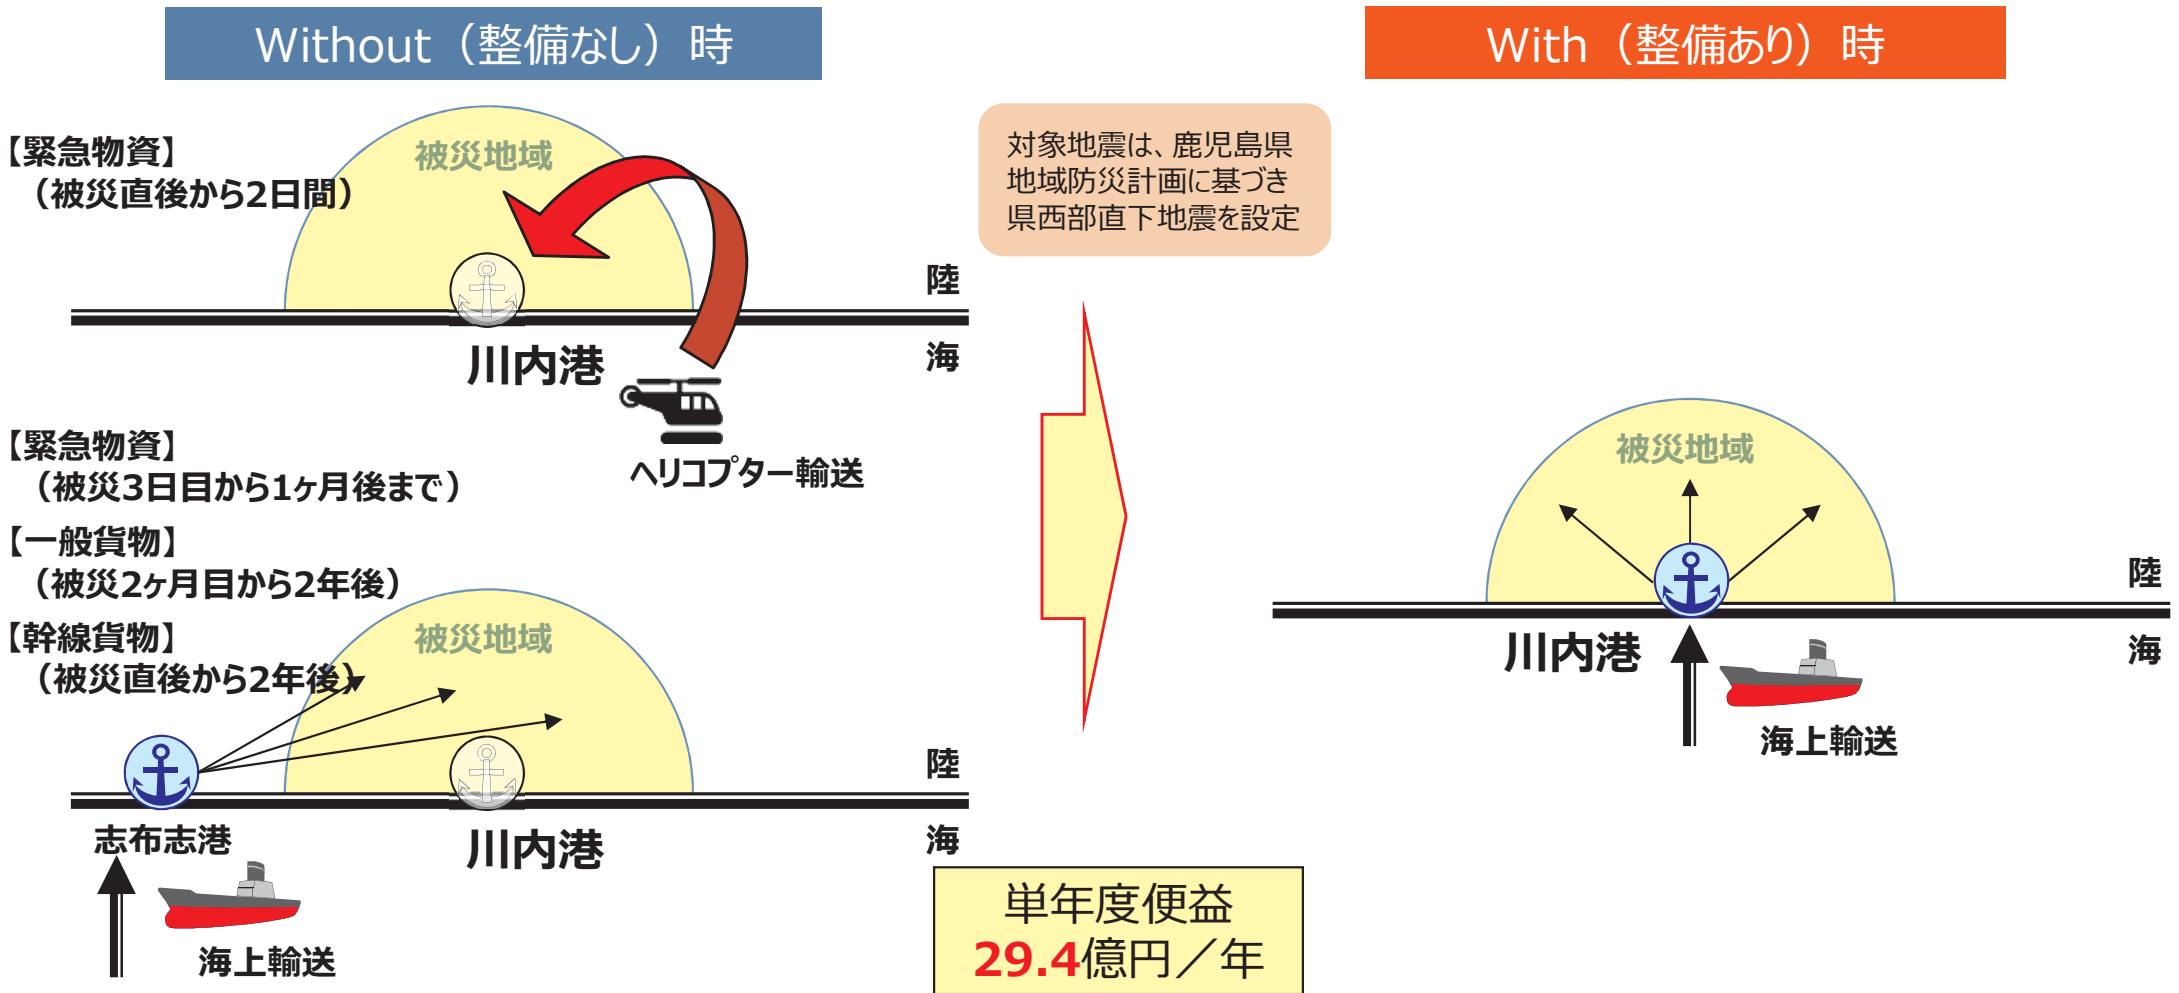 Without（整備なし）時
With（整備あり）時
対象地震は、鹿児島県
地域防災計画に基づき
県西部直下地震を設定
【緊急物資】
（被災直後から2日間）
被災地域
陸
海
川内港
ヘリコプター輸送
【緊急物資】
（被災3日目から1ヶ月後まで）
【一般貨物】
（被災2ヶ月目から2年後）
【幹線貨物】
（被災直後から2年後）
被災地域
陸
海
志布志港
川内港
海上輸送
被災地域
陸
海
川内港
海上輸送
単年度便益
29.4億円／年